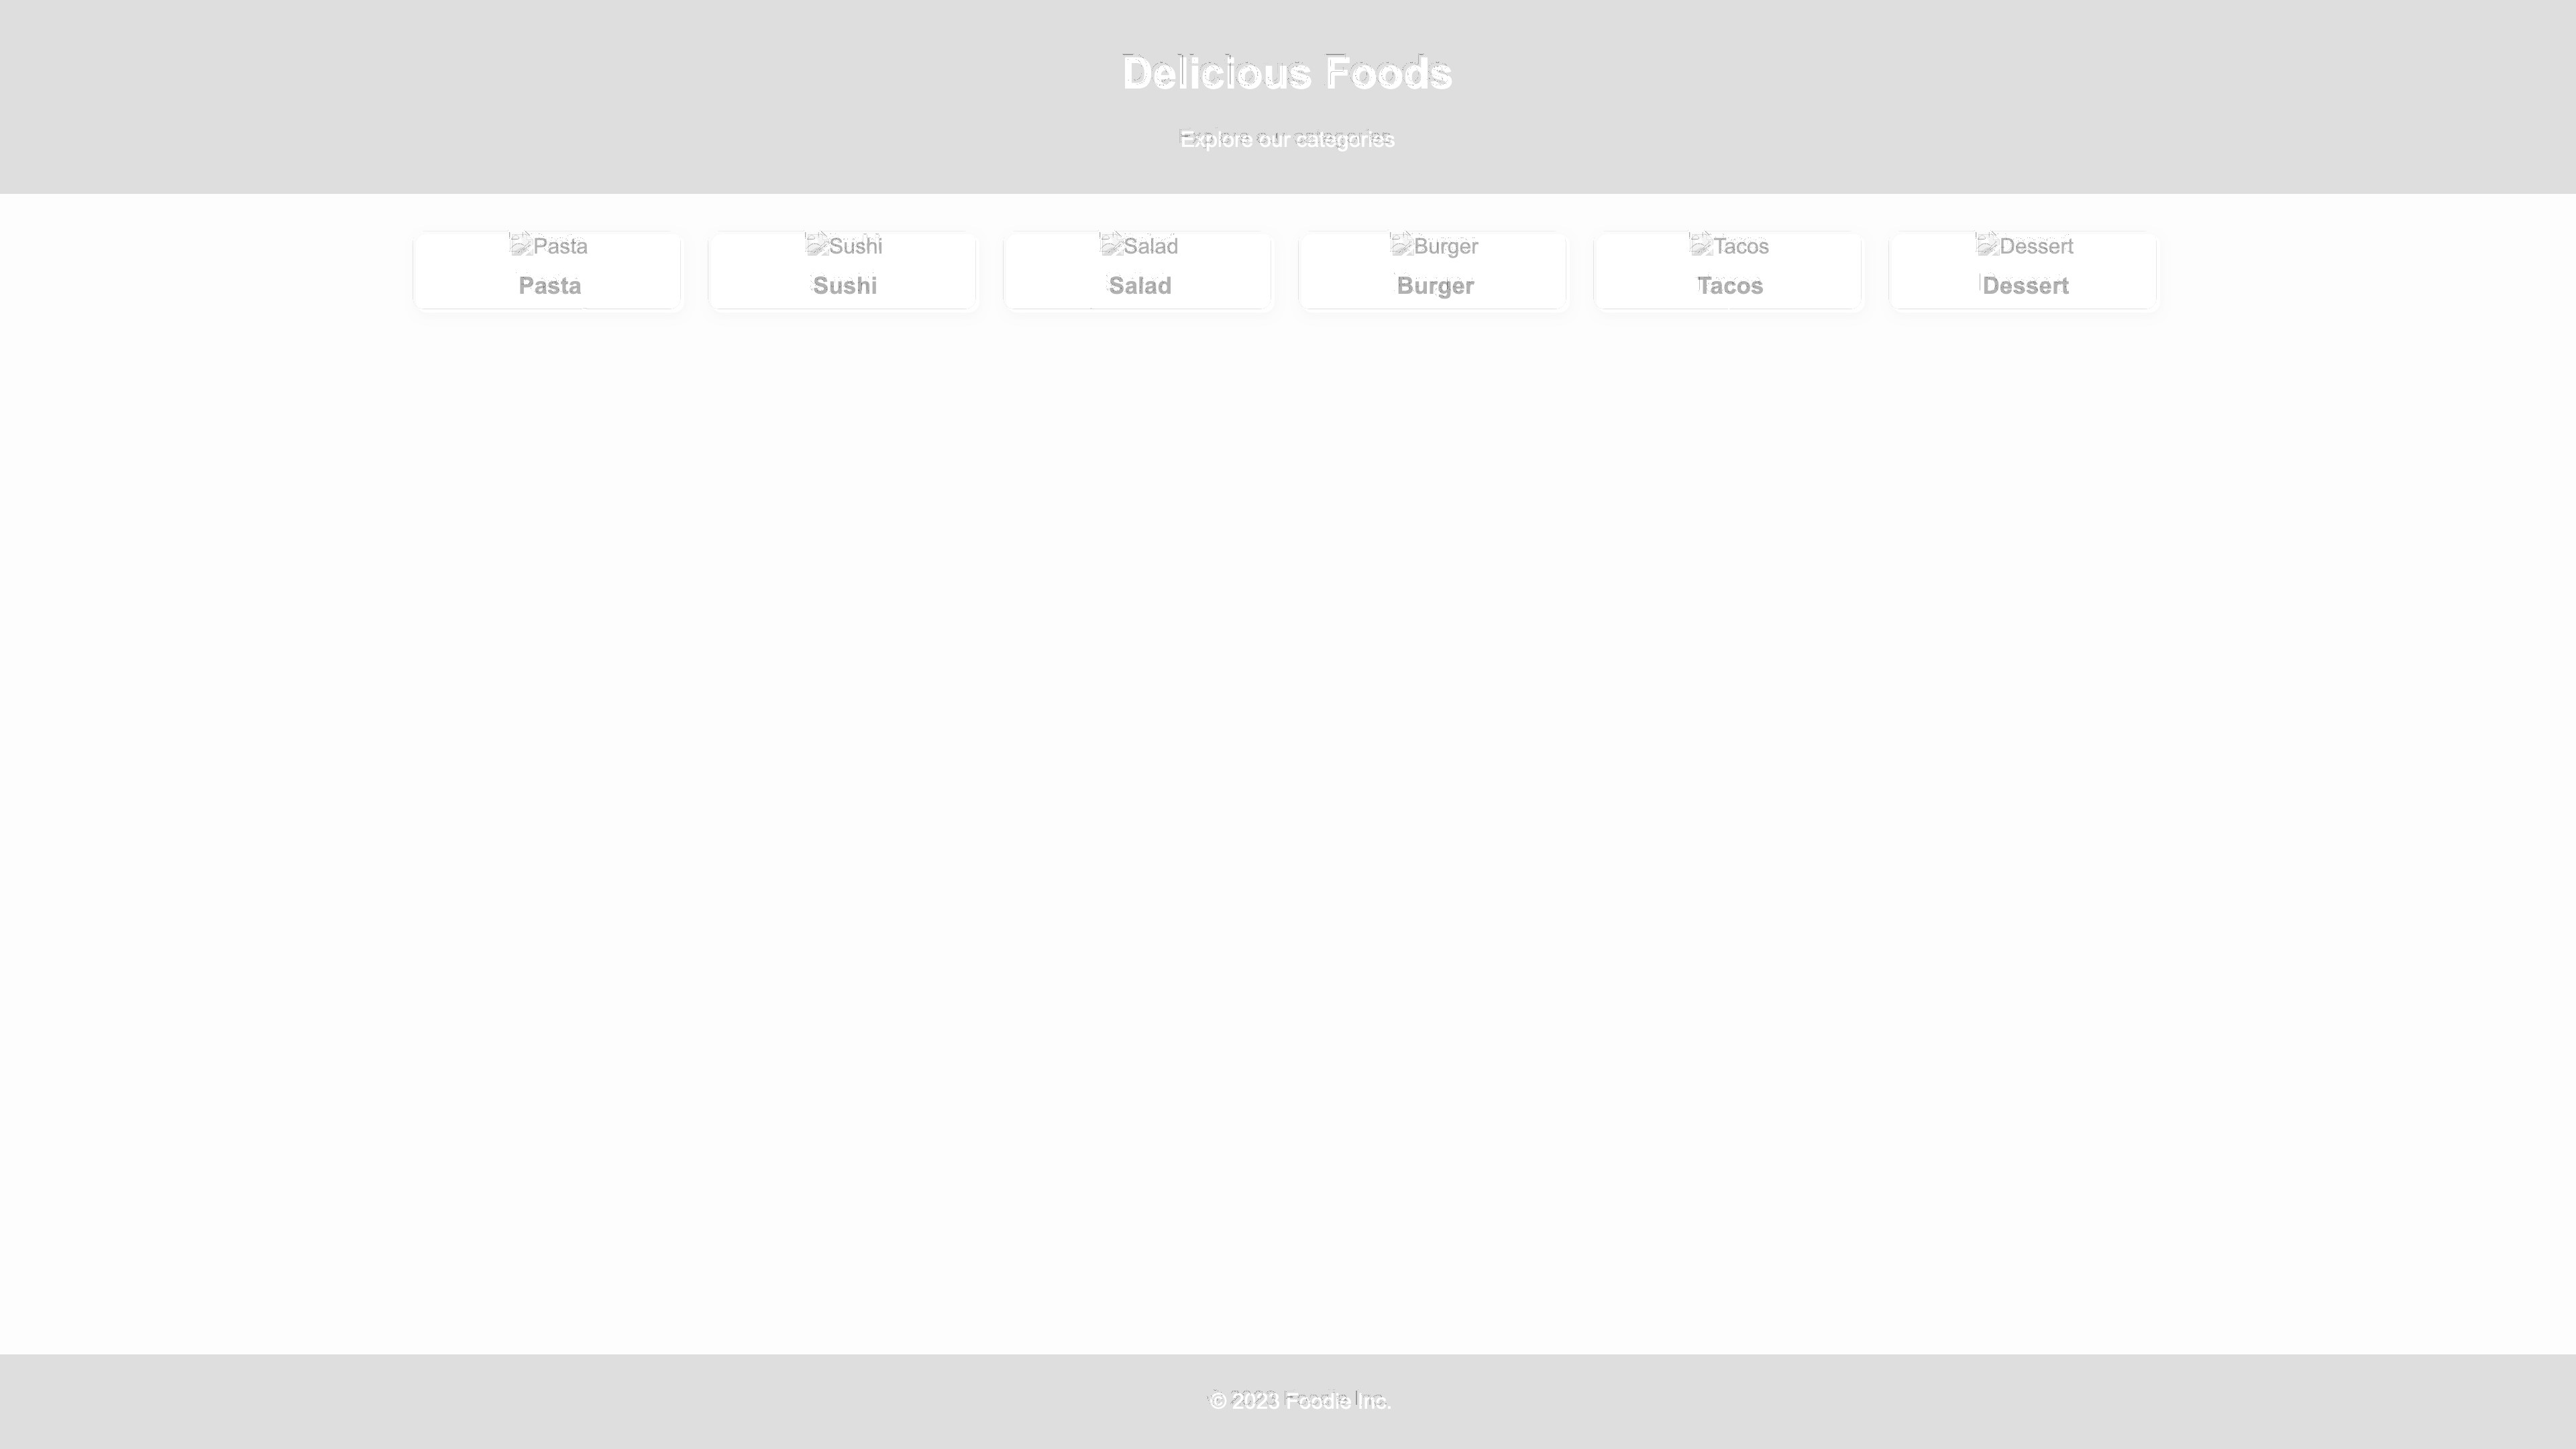 Delicious Foods
Explore our categories
Pasta Sushi Salad Burger Tacos Dessert
Pasta Sushi Salad Burger Tacos Dessert
© 2023 Foodie Inc.